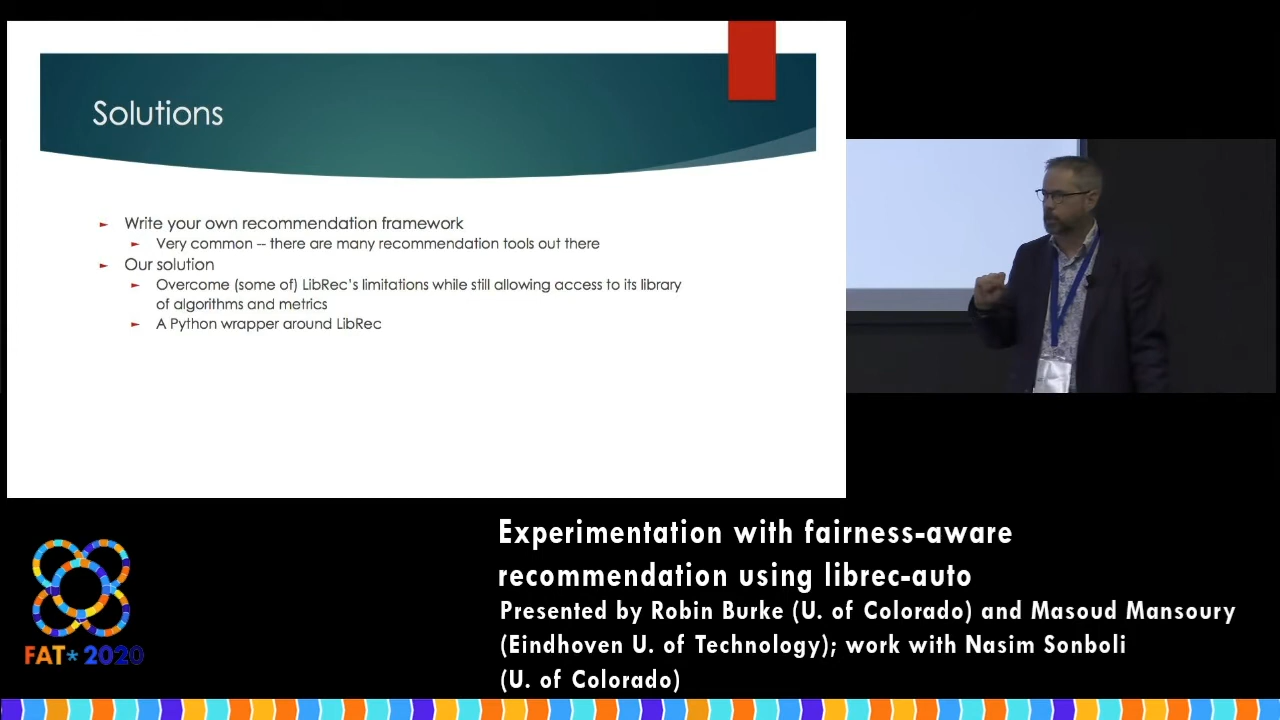 Solutions
► Write your own recommendation framework
► Very common -- there are many recommendation tools out there
► Our solution
► Overcome (some of) LibRec's limitations while still allowing access to its library
of algorithms and metrics
► A Python wrapper around LibRec
Experimentation with fairness-aware
recommendation using librec-auto
Presented by Robin Burke (U. of Colorado) and Masoud Mansoury
(Eindhoven U. of Technology); work with Nasim Sonboli
(U. of Colorado)
FAT* 2020